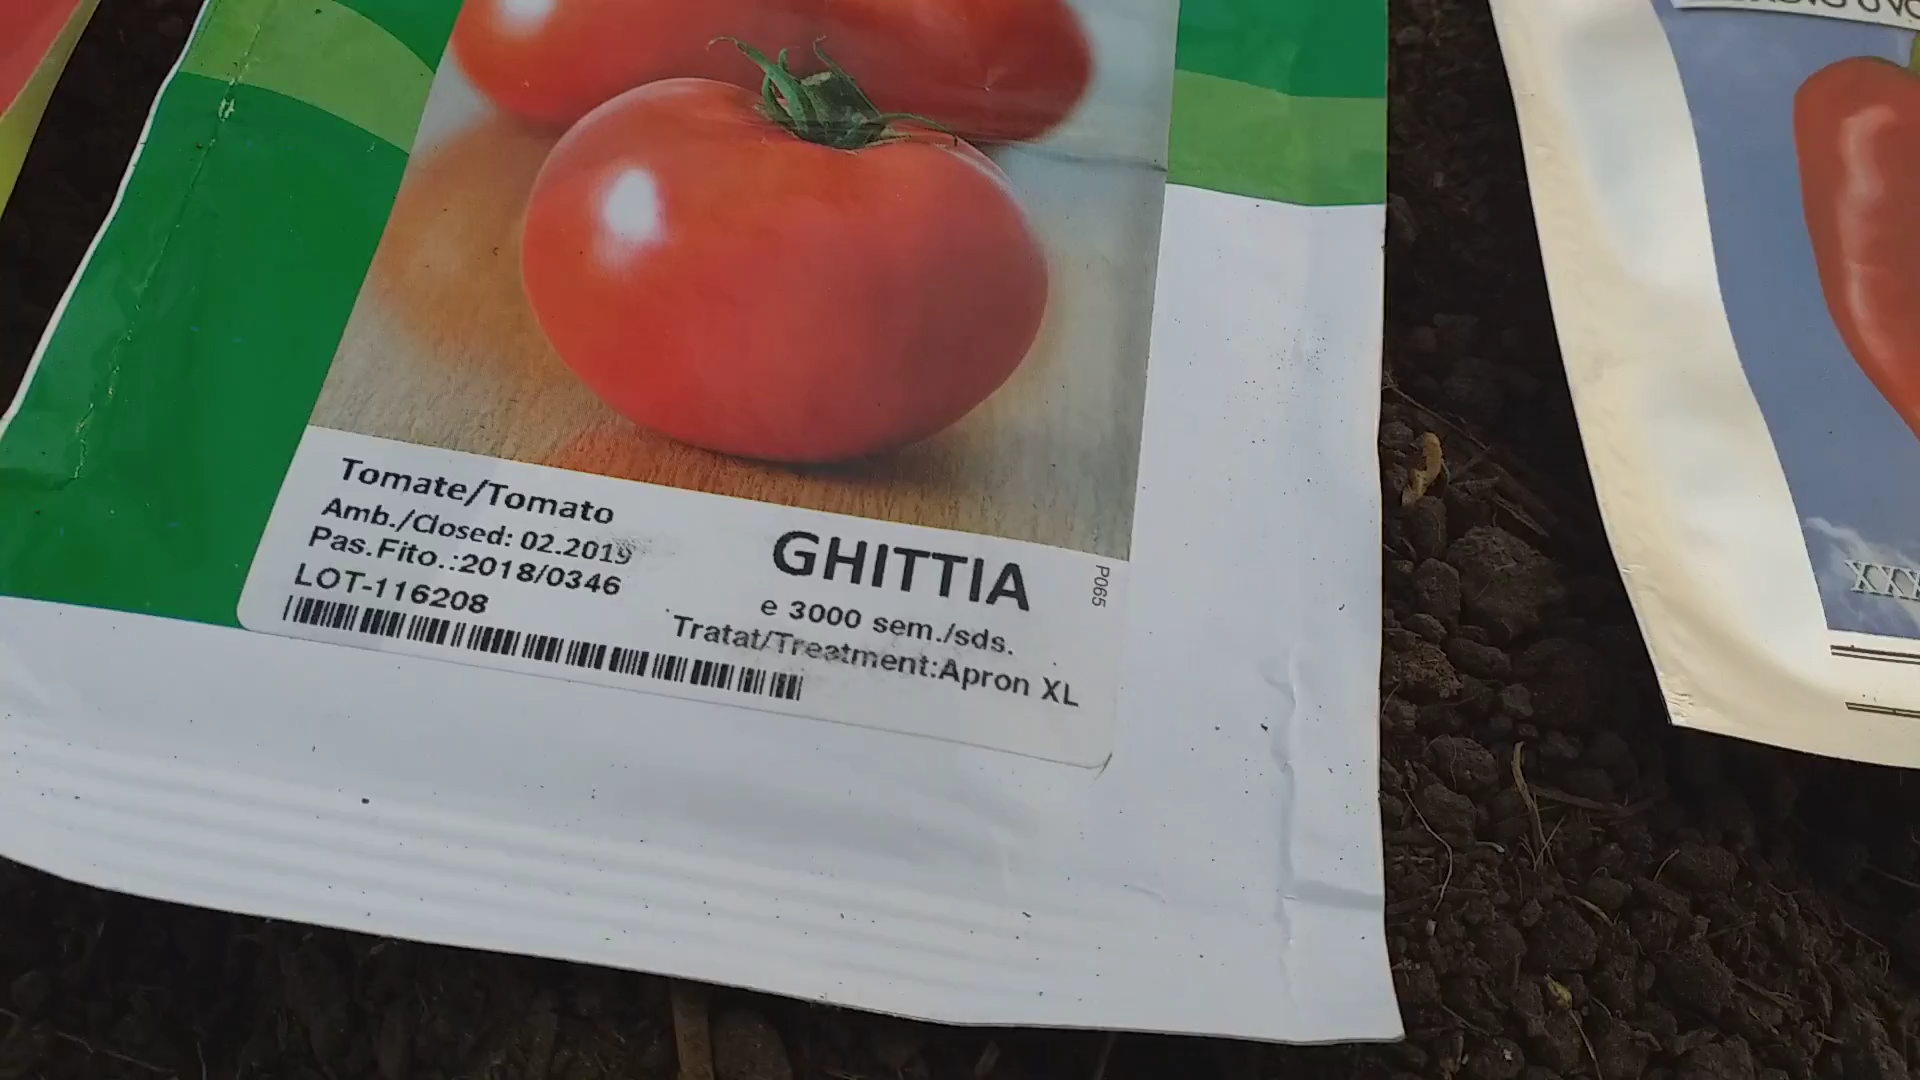 Tomate/Tomato
Amb./Closed: 02.2019
Pas.Fito.:2018/0346
LOT-116208
GHITTIA
e 3000 sem./sds.
Tratat/Treatment:Apron XL
P065